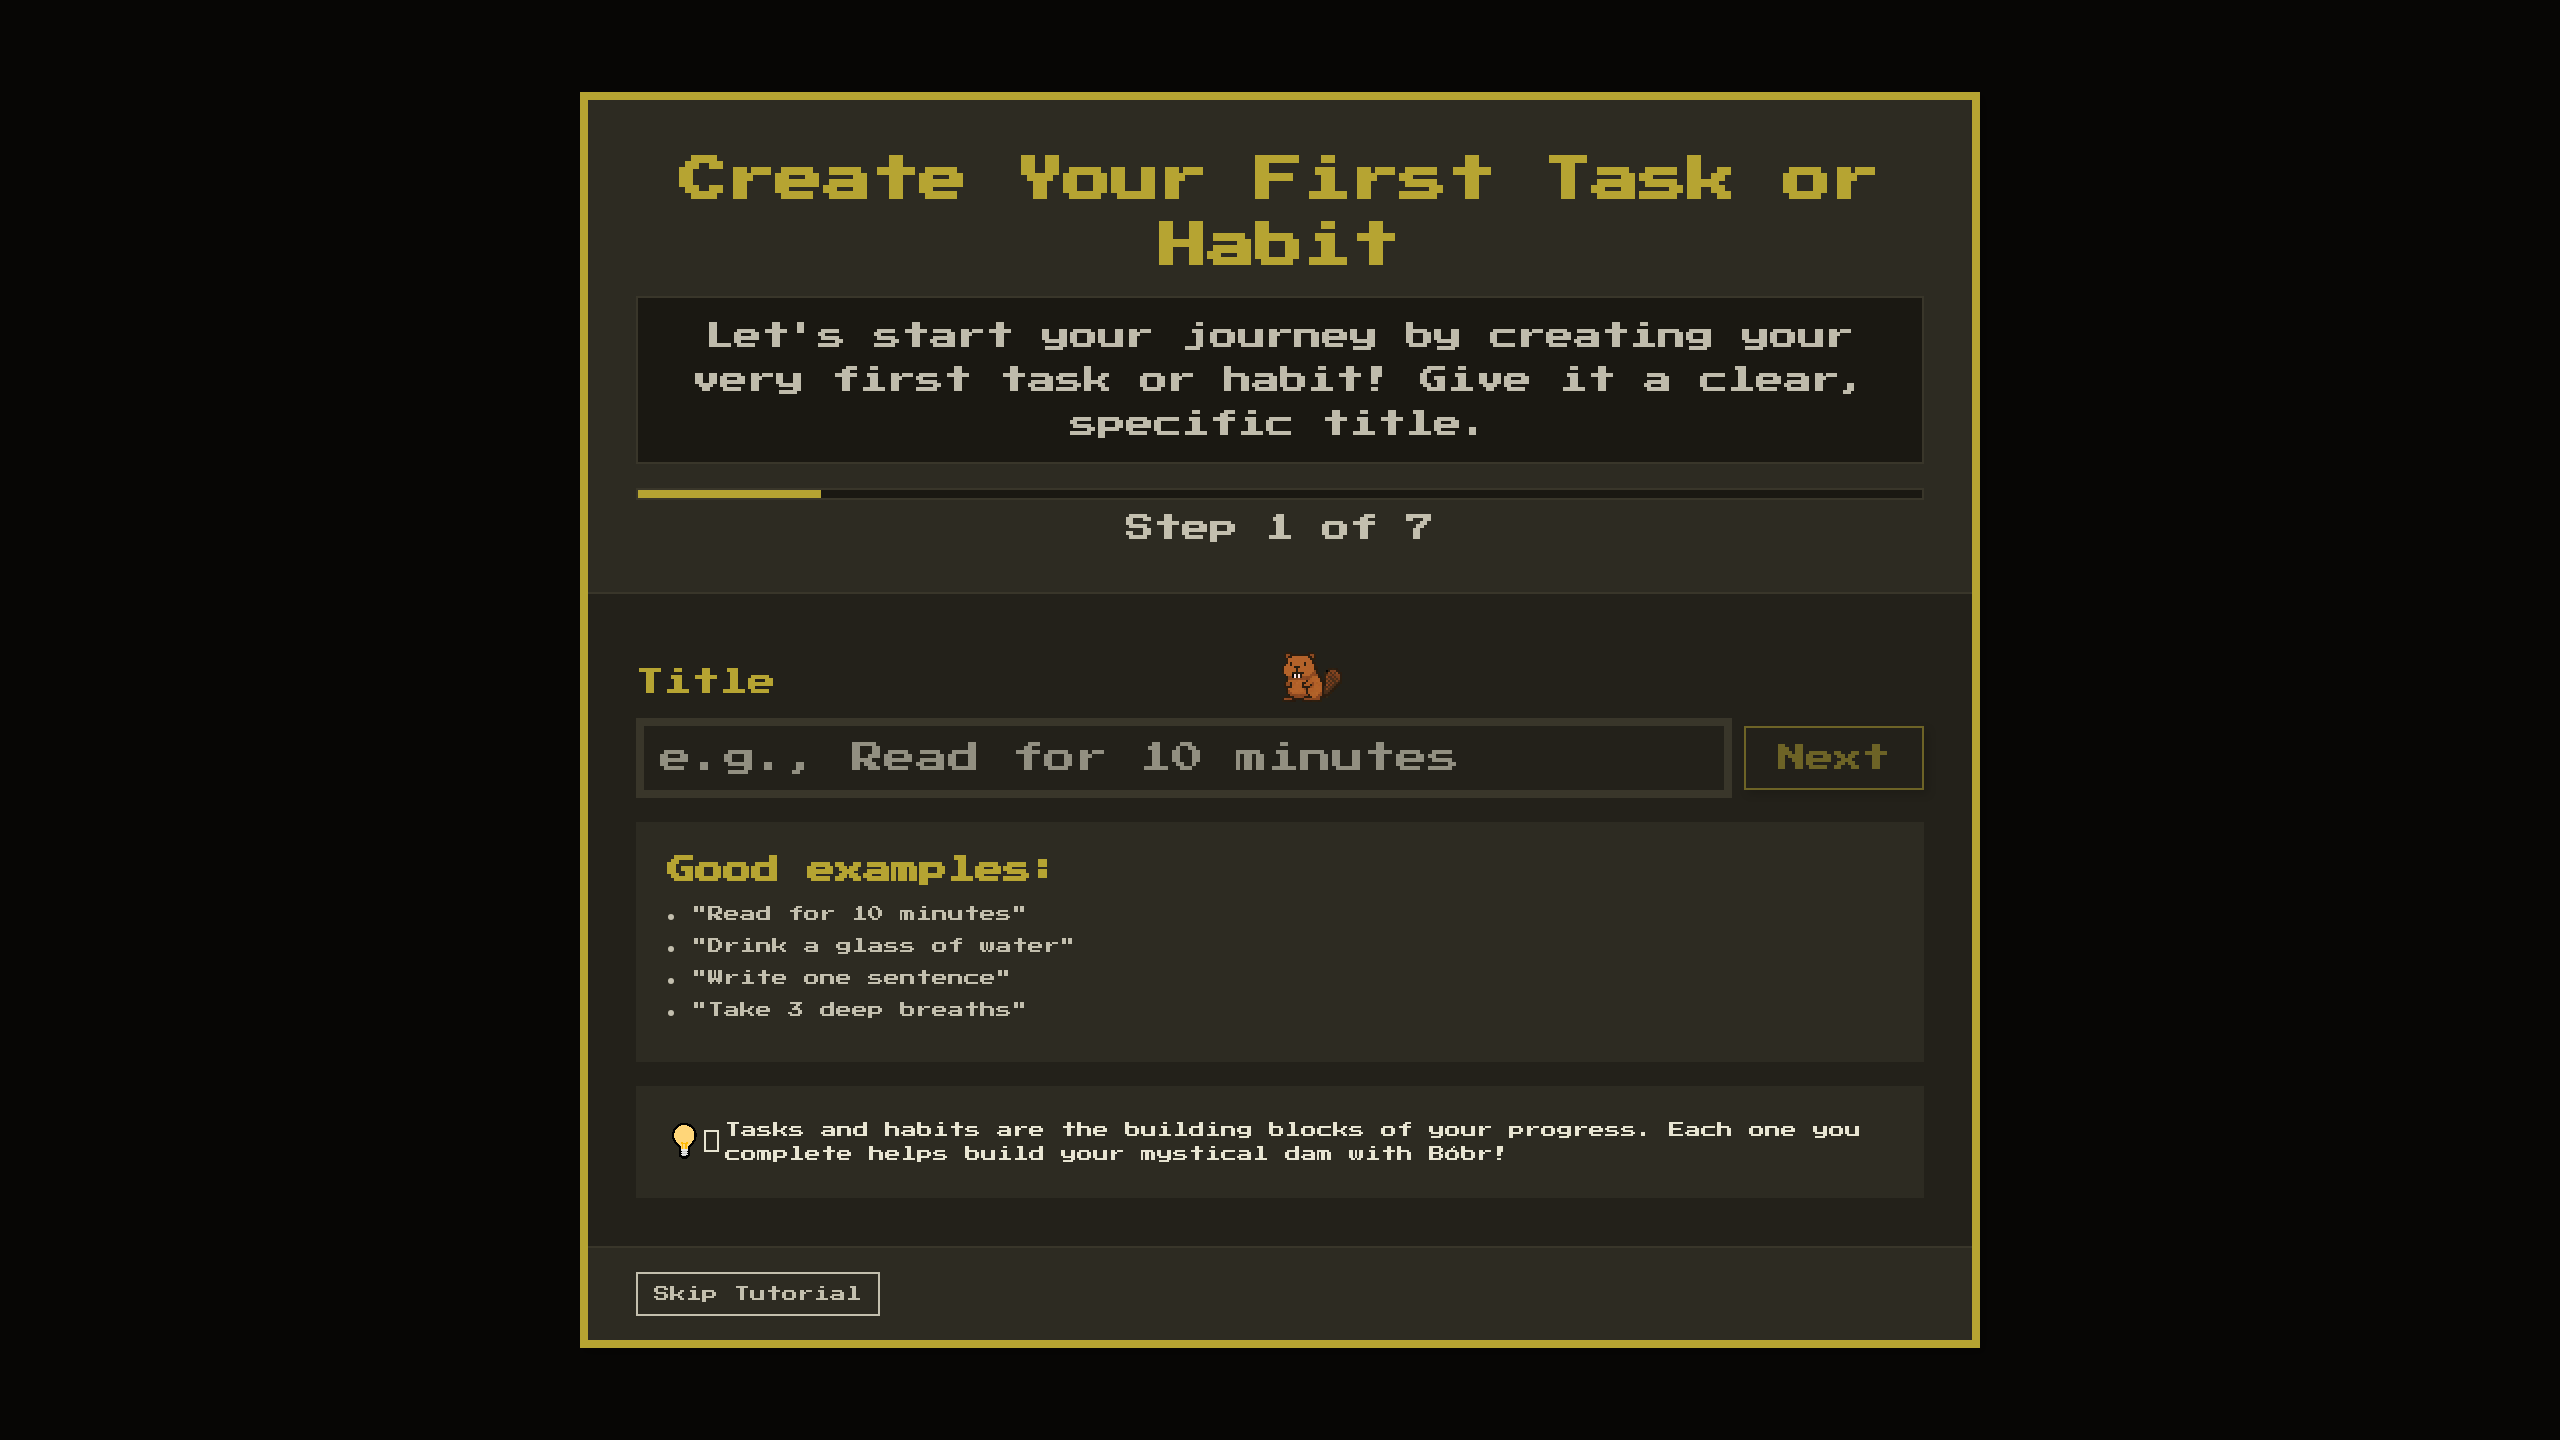 Create Your First Task or
Habit
Let's start your journey by creating your
very first task or habit! Give it a clear,
specific title.
Step 1 of 7
Title
e.g., Read for 10 minutes
Next
Good examples:
• "Read for 10 minutes"
• "Drink a glass of water"
• "Write one sentence"
• "Take 3 deep breaths"
Tasks and habits are the building blocks of your progress. Each one you
complete helps build your mystical dam with Bóbr!
Skip Tutorial